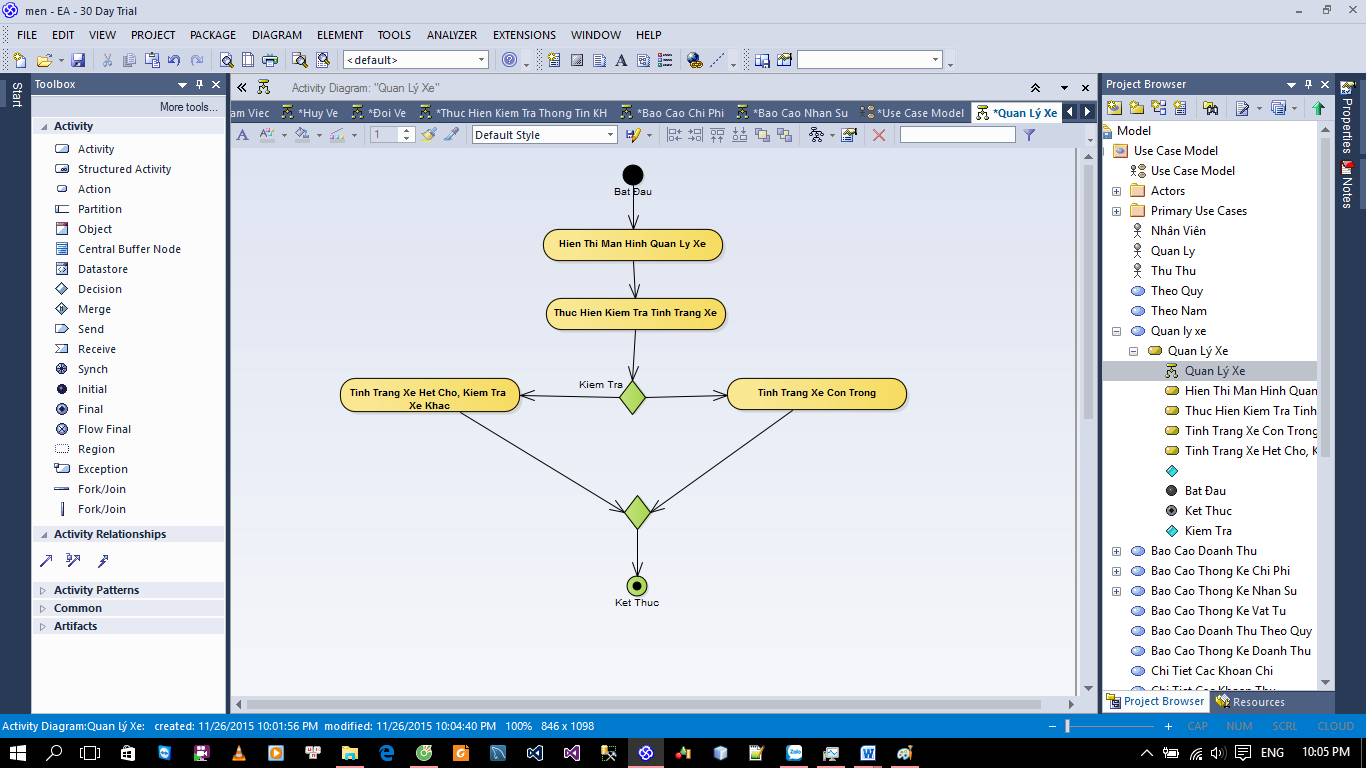 men - EA - 30 Day Trial
FILE EDIT VIEW PROJECT PACKAGE DIAGRAM ELEMENT TOOLS ANALYZER EXTENSIONS WINDOW HELP
<default>
Start
Toolbox
More tools...
Activity
Activity
Structured Activity
Action
Partition
Object
Central Buffer Node
Datastore
Decision
Merge
Send
Receive
Synch
Initial
Final
Flow Final
Region
Exception
Fork/Join
Fork/Join
Activity Relationships
Activity Patterns
Common
Artifacts
Activity Diagram: "Quan Lý Xe"
am Viec *Huy Ve *Đoi Ve *Thuc Hien Kiem Tra Thong Tin KH *Bao Cao Chi Phi *Bao Cao Nhan Su *Use Case Model *Quan Lý Xe
1 Default Style
Bat Đau
Hien Thi Man Hinh Quan Ly Xe
Thuc Hien Kiem Tra Tinh Trang Xe
Kiem Tra
Tinh Trang Xe Het Cho, Kiem Tra
Xe Khac
Tinh Trang Xe Con Trong
Ket Thuc
Project Browser
Model
Use Case Model
Use Case Model
Actors
Primary Use Cases
Nhân Viên
Quan Ly
Thu Thu
Theo Quy
Theo Nam
Quan ly xe
Quan Lý Xe
Quan Lý Xe
Hien Thi Man Hinh Quan
Thuc Hien Kiem Tra Tinh
Tinh Trang Xe Con Trong
Tinh Trang Xe Het Cho, K
Bat Đau
Ket Thuc
Kiem Tra
Bao Cao Doanh Thu
Bao Cao Thong Ke Chi Phi
Bao Cao Thong Ke Nhan Su
Bao Cao Thong Ke Vat Tu
Bao Cao Doanh Thu Theo Quy
Bao Cao Thong Ke Doanh Thu
Chi Tiet Cac Khoan Chi
Chi Tiet Cac Khoan Thu
Project Browser Resources
Properties
Notes
Activity Diagram:Quan Lý Xe: created: 11/26/2015 10:01:56 PM modified: 11/26/2015 10:04:40 PM 100% 846 x 1098
CAP NUM SCRL CLOUD
ENG 10:05 PM